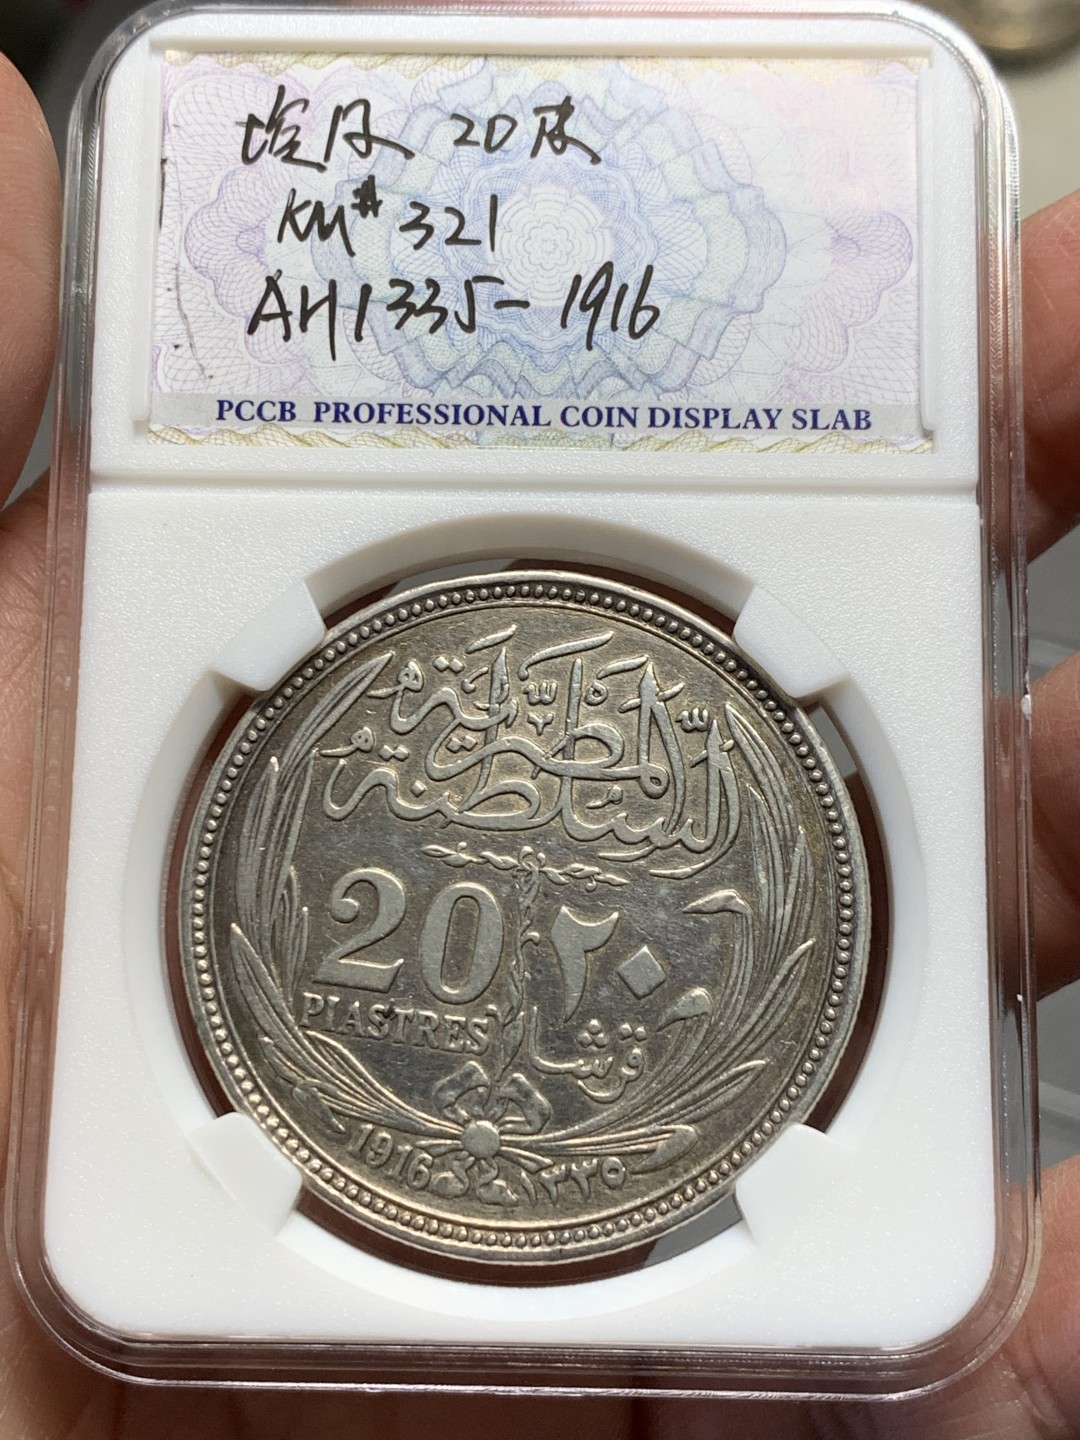 埃及 20皮
KM# 321
AH1335-1916
PCCB PROFESSIONAL COIN DISPLAY SLAB
السلطنة المصرية
20 ٢٠
PIASTRES قرشا
1916 ١٣٣٥